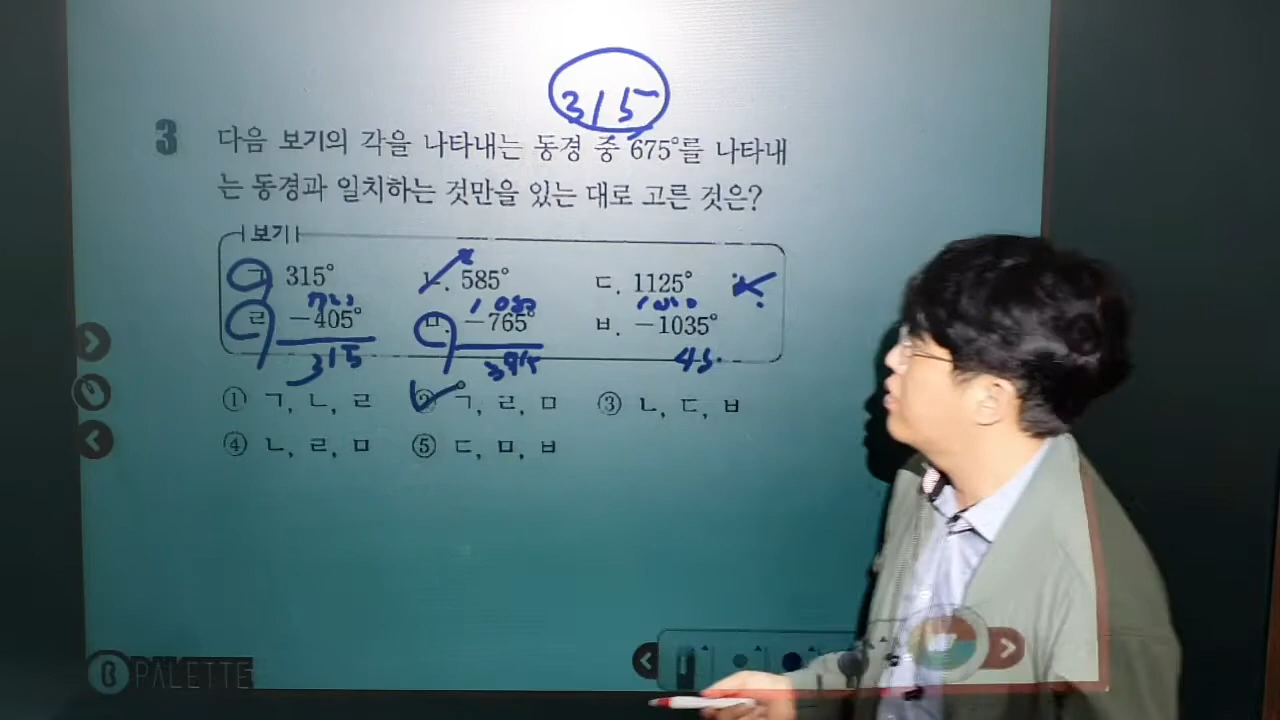 315
3 다음 보기의 각을 나타내는 동경 중 675°를 나타내
는 동경과 일치하는 것만을 있는 대로 고른 것은?
보기
ㄱ. 315° ㄴ. 585° ㄷ. 1125°
720 1080 1080
ㄹ. -405° ㅁ. -765° ㅂ. -1035°
315 315 45
① ㄱ, ㄴ, ㄹ ② ㄱ, ㄹ, ㅁ ③ ㄴ, ㄷ, ㅂ
④ ㄴ, ㄹ, ㅁ ⑤ ㄷ, ㅁ, ㅂ
PALETTE